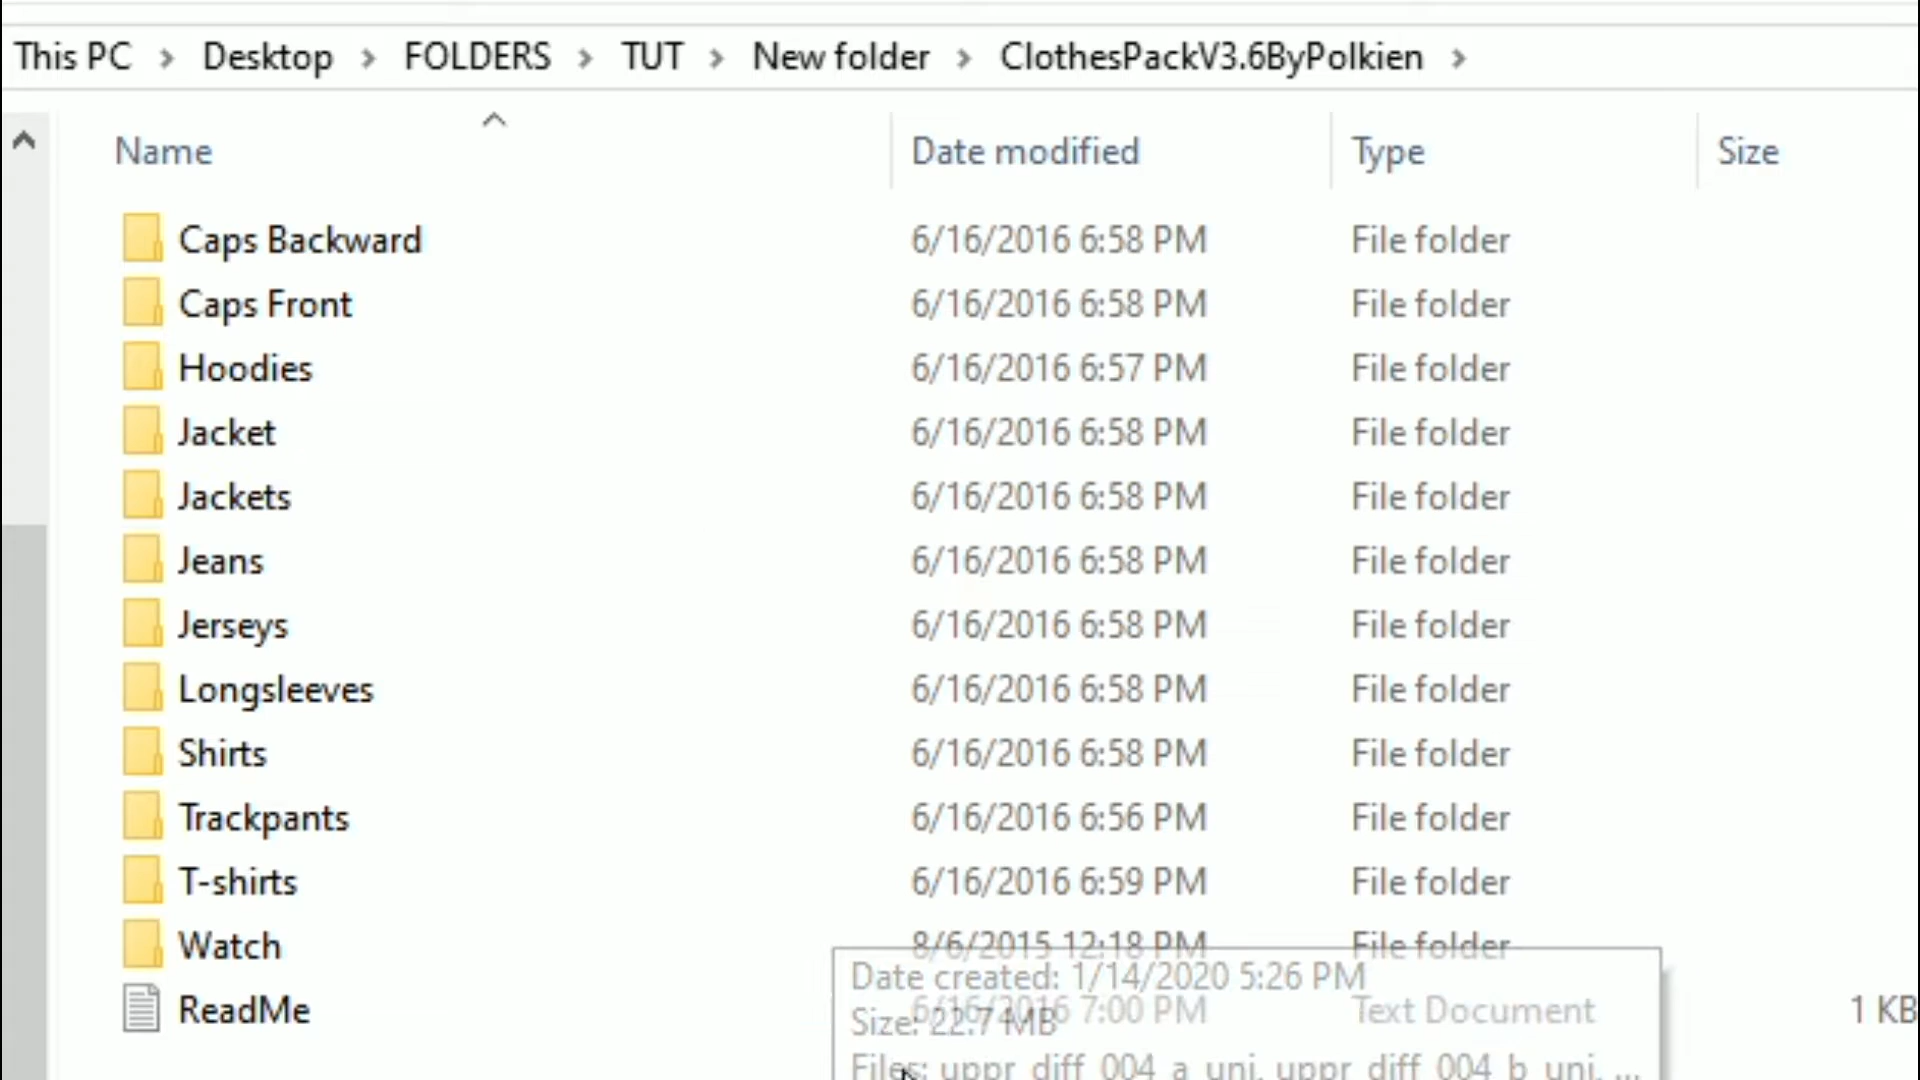 This PC > Desktop > FOLDERS > TUT > New folder > ClothesPackV3.6ByPolkien >
Name Date modified Type Size
Caps Backward 6/16/2016 6:58 PM File folder
Caps Front 6/16/2016 6:58 PM File folder
Hoodies 6/16/2016 6:57 PM File folder
Jacket 6/16/2016 6:58 PM File folder
Jackets 6/16/2016 6:58 PM File folder
Jeans 6/16/2016 6:58 PM File folder
Jerseys 6/16/2016 6:58 PM File folder
Longsleeves 6/16/2016 6:58 PM File folder
Shirts 6/16/2016 6:58 PM File folder
Trackpants 6/16/2016 6:56 PM File folder
T-shirts 6/16/2016 6:59 PM File folder
Watch 8/6/2015 12:18 PM File folder
ReadMe 6/16/2016 7:00 PM Text Document 1 KB
Date created: 1/14/2020 5:26 PM
Size: 22.7 MB
Files: uppr_diff_004_a_uni, uppr_diff_004_b_uni, ...